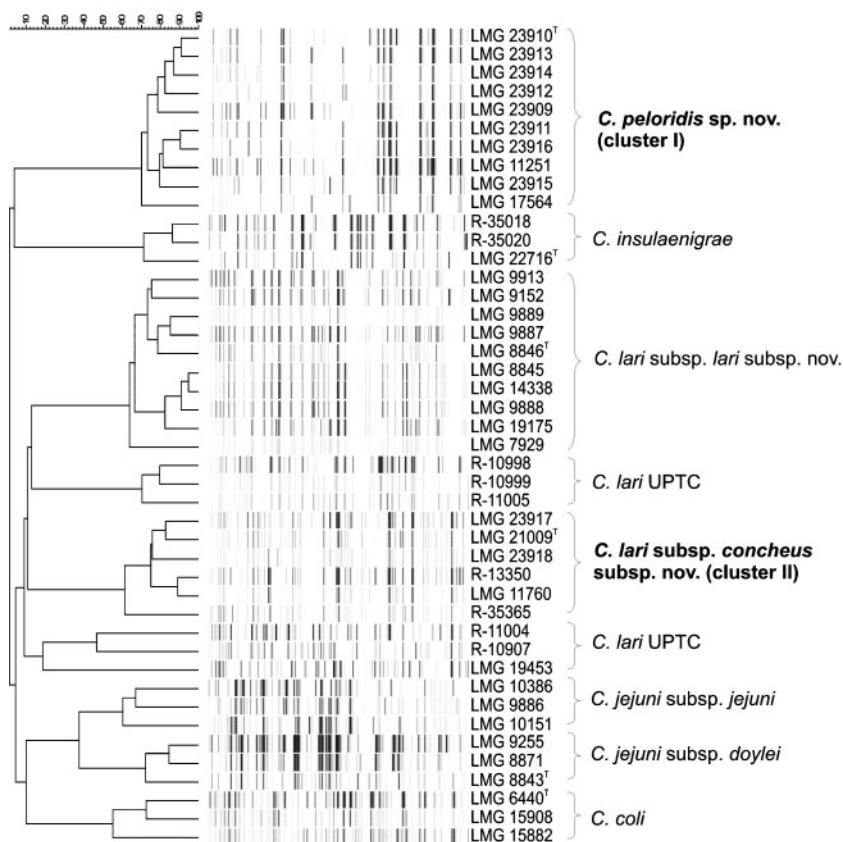 10 20 30 40 50 60 70 80 90 100
LMG 23910ᵀ
LMG 23913
LMG 23914
LMG 23912
LMG 23909
LMG 23911
LMG 23916
LMG 11251
LMG 23915
LMG 17564
C. peloridis sp. nov.
(cluster I)
R-35018
R-35020
LMG 22716ᵀ
C. insulaenigrae
LMG 9913
LMG 9152
LMG 9889
LMG 9887
LMG 8846ᵀ
LMG 8845
LMG 14338
LMG 9888
LMG 19175
LMG 7929
C. lari subsp. lari subsp. nov.
R-10998
R-10999
R-11005
C. lari UPTC
LMG 23917
LMG 21009ᵀ
LMG 23918
R-13350
LMG 11760
R-35365
C. lari subsp. concheus
subsp. nov. (cluster II)
R-11004
R-10907
LMG 19453
C. lari UPTC
LMG 10386
LMG 9886
LMG 10151
C. jejuni subsp. jejuni
LMG 9255
LMG 8871
LMG 8843ᵀ
C. jejuni subsp. doylei
LMG 6440ᵀ
LMG 15908
LMG 15882
C. coli